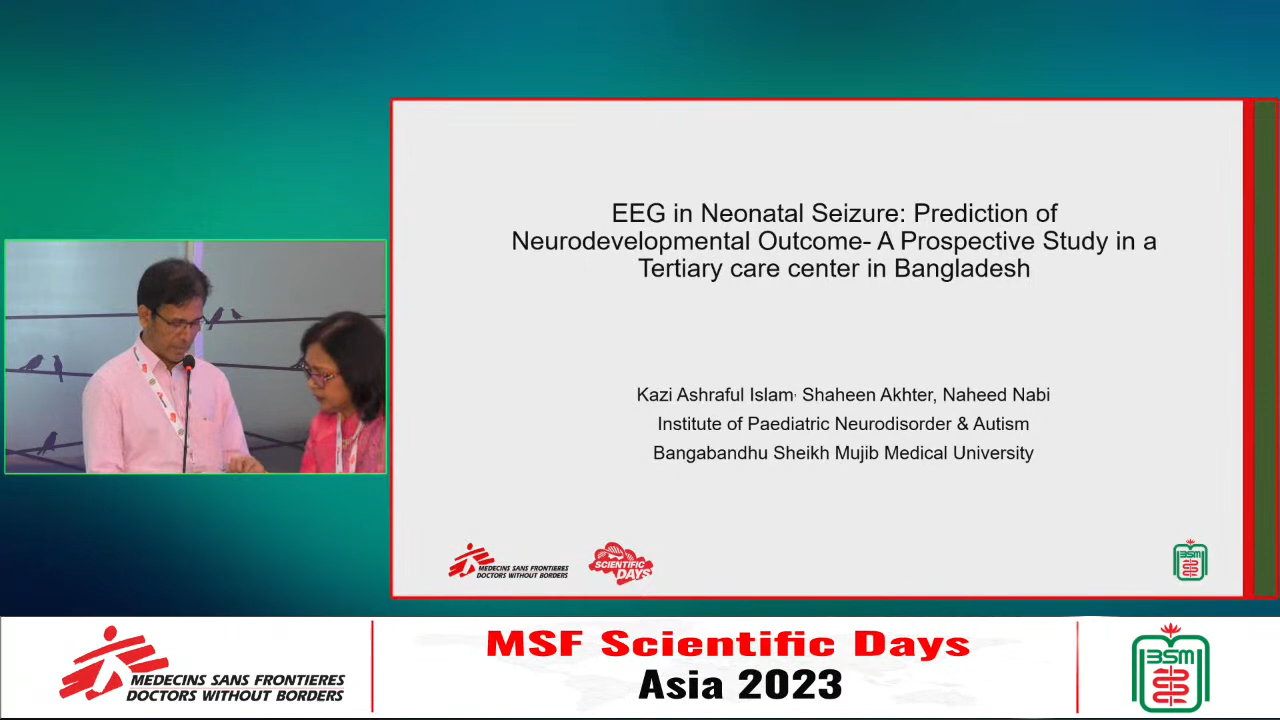 EEG in Neonatal Seizure: Prediction of
Neurodevelopmental Outcome- A Prospective Study in a
Tertiary care center in Bangladesh
Kazi Ashraful Islam, Shaheen Akhter, Naheed Nabi
Institute of Paediatric Neurodisorder & Autism
Bangabandhu Sheikh Mujib Medical University
MEDECINS SANS FRONTIERES
DOCTORS WITHOUT BORDERS
SCIENTIFIC
DAYS
BSM
MEDECINS SANS FRONTIERES
DOCTORS WITHOUT BORDERS
MSF Scientific Days
Asia 2023
BSM